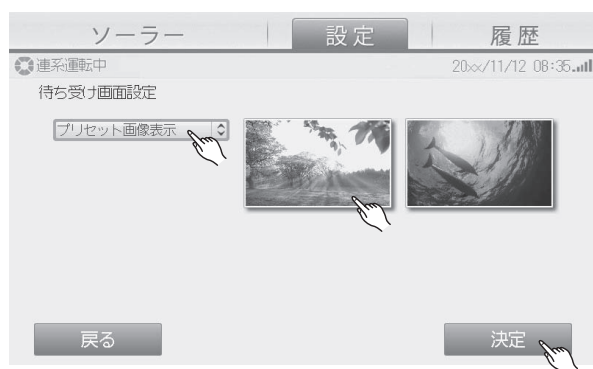 ソーラー 設定 履歴
連系運転中 20××/11/12 08:35
待ち受け画面設定
プリセット画像表示
戻る 決定